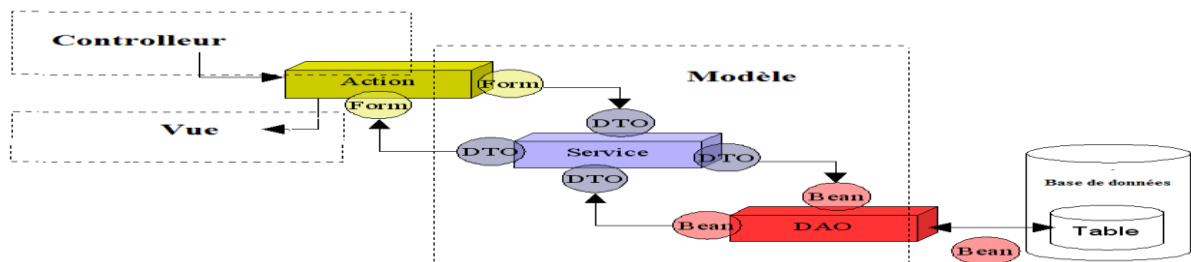 Controlleur
Modèle
Action
Form
Form
Vue
DTO
DTO
Service
DTO
DTO
Bean
Base de données
Bean
DAO
Table
Bean